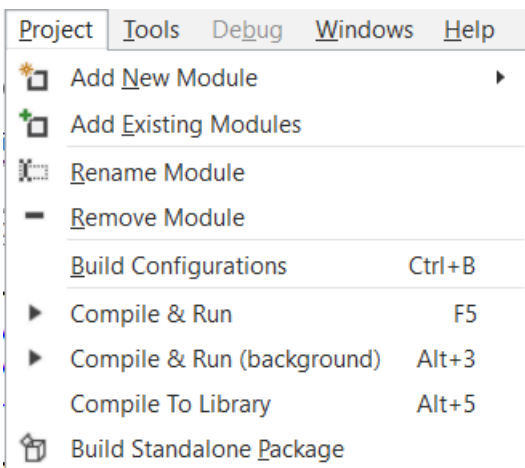 Project Tools Debug Windows Help
Add New Module
Add Existing Modules
Rename Module
Remove Module
Build Configurations Ctrl+B
Compile & Run F5
Compile & Run (background) Alt+3
Compile To Library Alt+5
Build Standalone Package